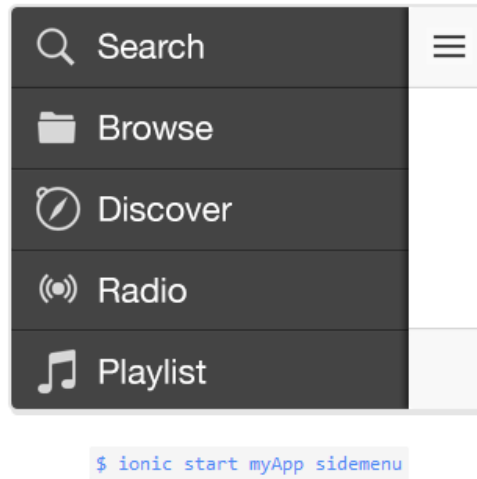 Search
Browse
Discover
Radio
Playlist
$ ionic start myApp sidemenu